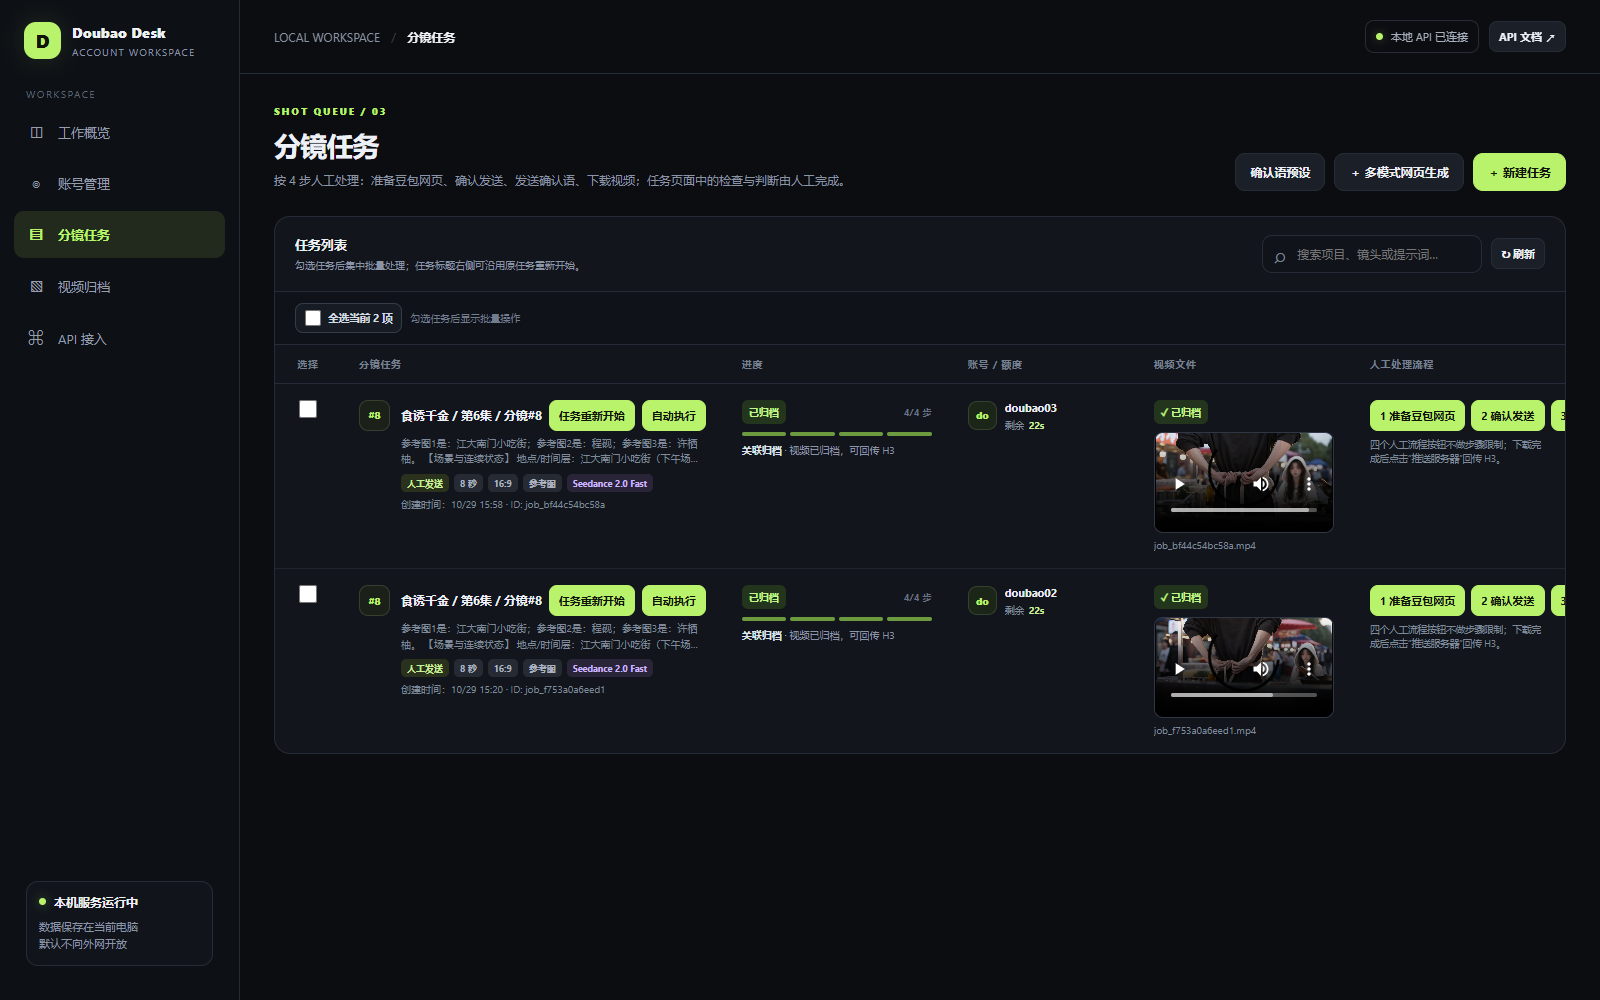 D
Doubao Desk
ACCOUNT WORKSPACE
LOCAL WORKSPACE / 分镜任务
本地 API 已连接
API 文档 ↗
WORKSPACE
工作概览
账号管理
分镜任务
视频归档
API 接入
SHOT QUEUE / 03
分镜任务
按 4 步人工处理：准备豆包网页、确认发送、发送确认语、下载视频；任务页面中的检查与判断由人工完成。
确认语预设
+ 多模式网页生成
+ 新建任务
任务列表
勾选任务后集中批量处理；任务标题右侧可沿用原任务重新开始。
搜索项目、镜头或提示词...
↻ 刷新
全选当前 2 项
勾选任务后显示批量操作
选择 分镜任务 进度 账号 / 额度 视频文件 人工处理流程
#8
食诱千金 / 第6集 / 分镜#8
任务重新开始
自动执行
参考图1是：江大南门小吃街；参考图2是：程砚；参考图3是：许栖
柚。 【场景与连续状态】 地点/时间层：江大南门小吃街（下午场...
人工发送 8 秒 16:9 参考图 Seedance 2.0 Fast
创建时间：10/29 15:58 · ID: job_bf44c54bc58a
已归档 4/4 步
关联归档 · 视频已归档，可回传 H3
do
doubao03
剩余 22s
✓ 已归档
job_bf44c54bc58a.mp4
1 准备豆包网页
2 确认发送
3
四个人工流程按钮不做步骤限制；下载完
成后点击“推送服务器”回传 H3。
#8
食诱千金 / 第6集 / 分镜#8
任务重新开始
自动执行
参考图1是：江大南门小吃街；参考图2是：程砚；参考图3是：许栖
柚。 【场景与连续状态】 地点/时间层：江大南门小吃街（下午场...
人工发送 8 秒 16:9 参考图 Seedance 2.0 Fast
创建时间：10/29 15:20 · ID: job_f753a0a6eed1
已归档 4/4 步
关联归档 · 视频已归档，可回传 H3
do
doubao02
剩余 22s
✓ 已归档
job_f753a0a6eed1.mp4
1 准备豆包网页
2 确认发送
3
四个人工流程按钮不做步骤限制；下载完
成后点击“推送服务器”回传 H3。
本机服务运行中
数据保存在当前电脑
默认不向外网开放